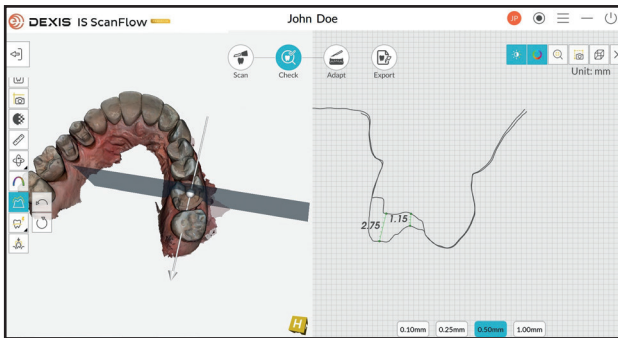 DEXIS IS ScanFlow
John Doe
JP
Scan
Check
Adapt
Export
Unit: mm
2.75
1.15
H
0.10mm
0.25mm
0.50mm
1.00mm